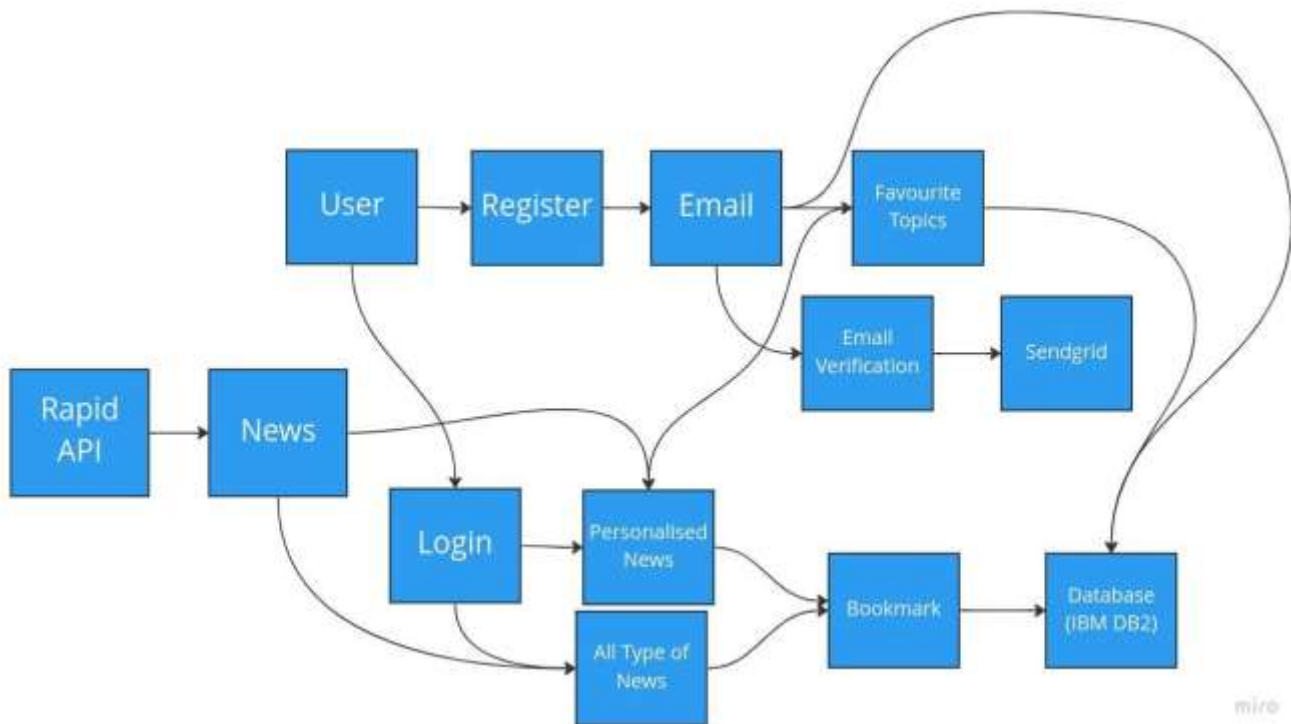 User
Register
Email
Favourite
Topics
Email
Verification
Sendgrid
Rapid
API
News
Login
Personalised
News
All Type of
News
Bookmark
Database
(IBM DB2)
miro